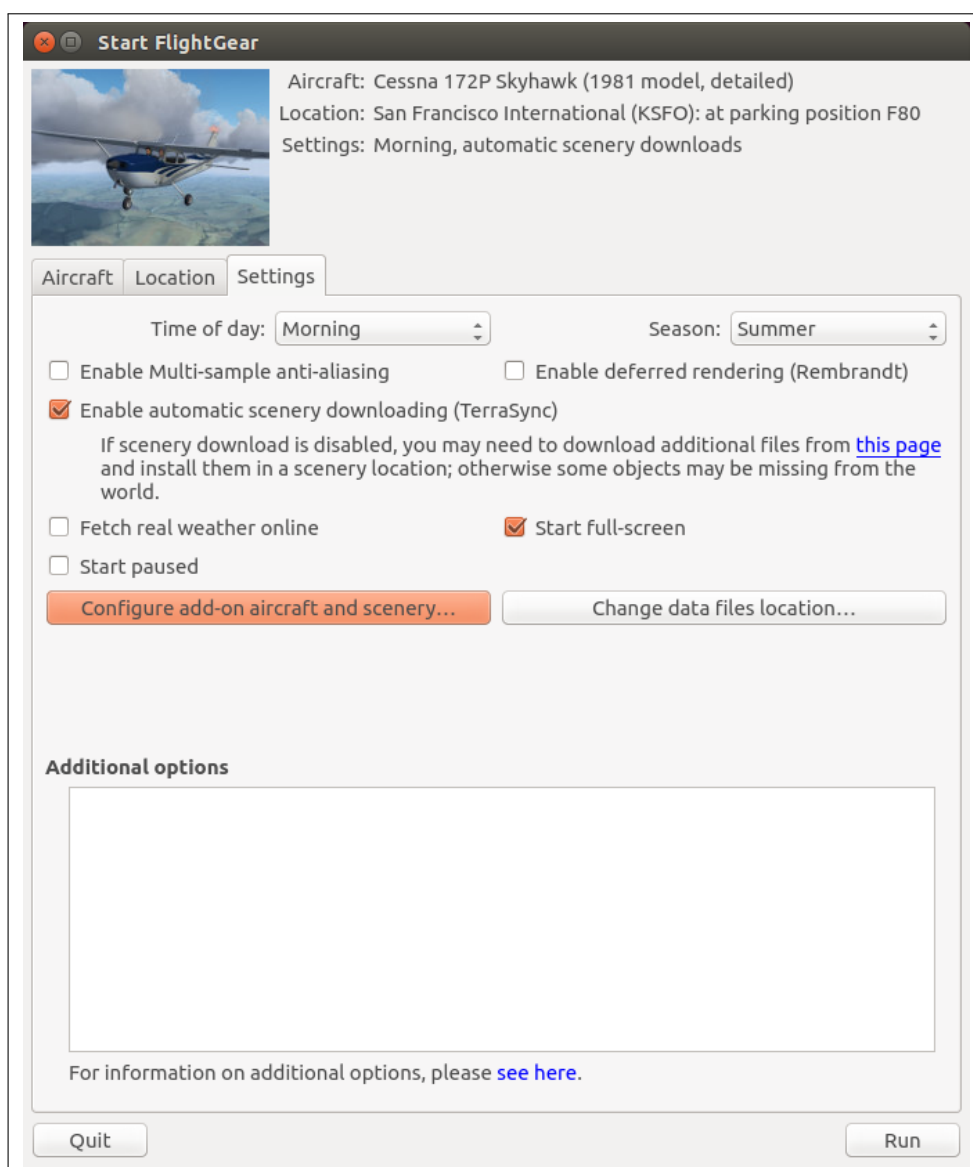 Start FlightGear
Aircraft: Cessna 172P Skyhawk (1981 model, detailed)
Location: San Francisco International (KSFO): at parking position F80
Settings: Morning, automatic scenery downloads
Aircraft Location Settings
Time of day: Morning Season: Summer
Enable Multi-sample anti-aliasing Enable deferred rendering (Rembrandt)
Enable automatic scenery downloading (TerraSync)
If scenery download is disabled, you may need to download additional files from this page
and install them in a scenery location; otherwise some objects may be missing from the
world.
Fetch real weather online Start full-screen
Start paused
Configure add-on aircraft and scenery... Change data files location...
Additional options
For information on additional options, please see here.
Quit Run